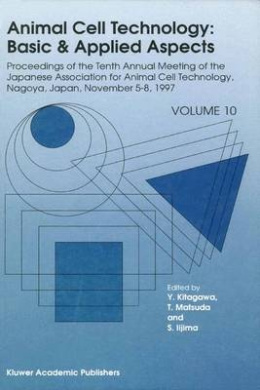 Animal Cell Technology:
Basic & Applied Aspects
Proceedings of the Tenth Annual Meeting of the
Japanese Association for Animal Cell Technology,
Nagoya, Japan, November 5-8, 1997
VOLUME 10
Edited by
Y. Kitagawa,
T. Matsuda
and
S. Iijima
Kluwer Academic Publishers